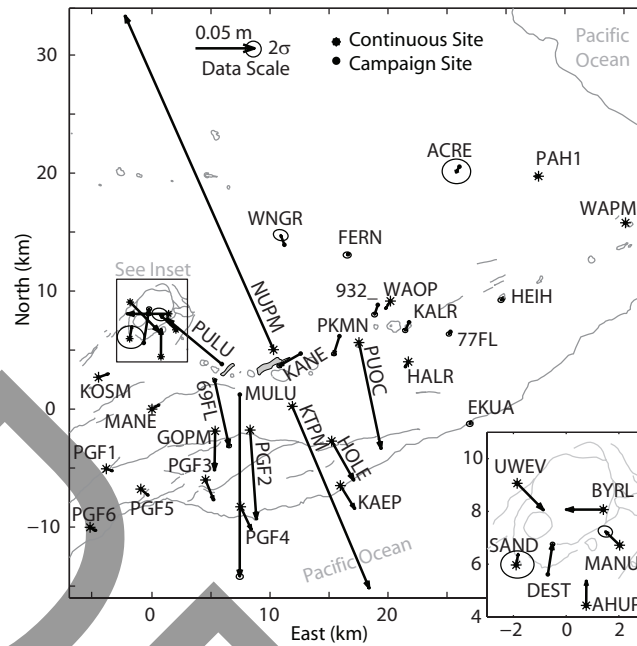 0.05 m
2σ
Data Scale
Continuous Site
Campaign Site
Pacific
Ocean
30
ACRE
PAH1
20
WAPM
WNGR
FERN
See Inset
NUPM
932_
WAOP
HEIH
10
KALR
PULU
PKMN
77FL
KANE
PUOC
HALR
KOSM
69FL
MULU
MANE
KTPM
EKUA
0
GOPM
PGF2
HOLE
PGF1
PGF3
KAEP
PGF5
PGF6
PGF4
−10
Pacific Ocean
North (km)
0
10
20
East (km)
10
UWEV
BYRL
8
SAND
MANU
6
DEST
AHUP
4
−2
0
2